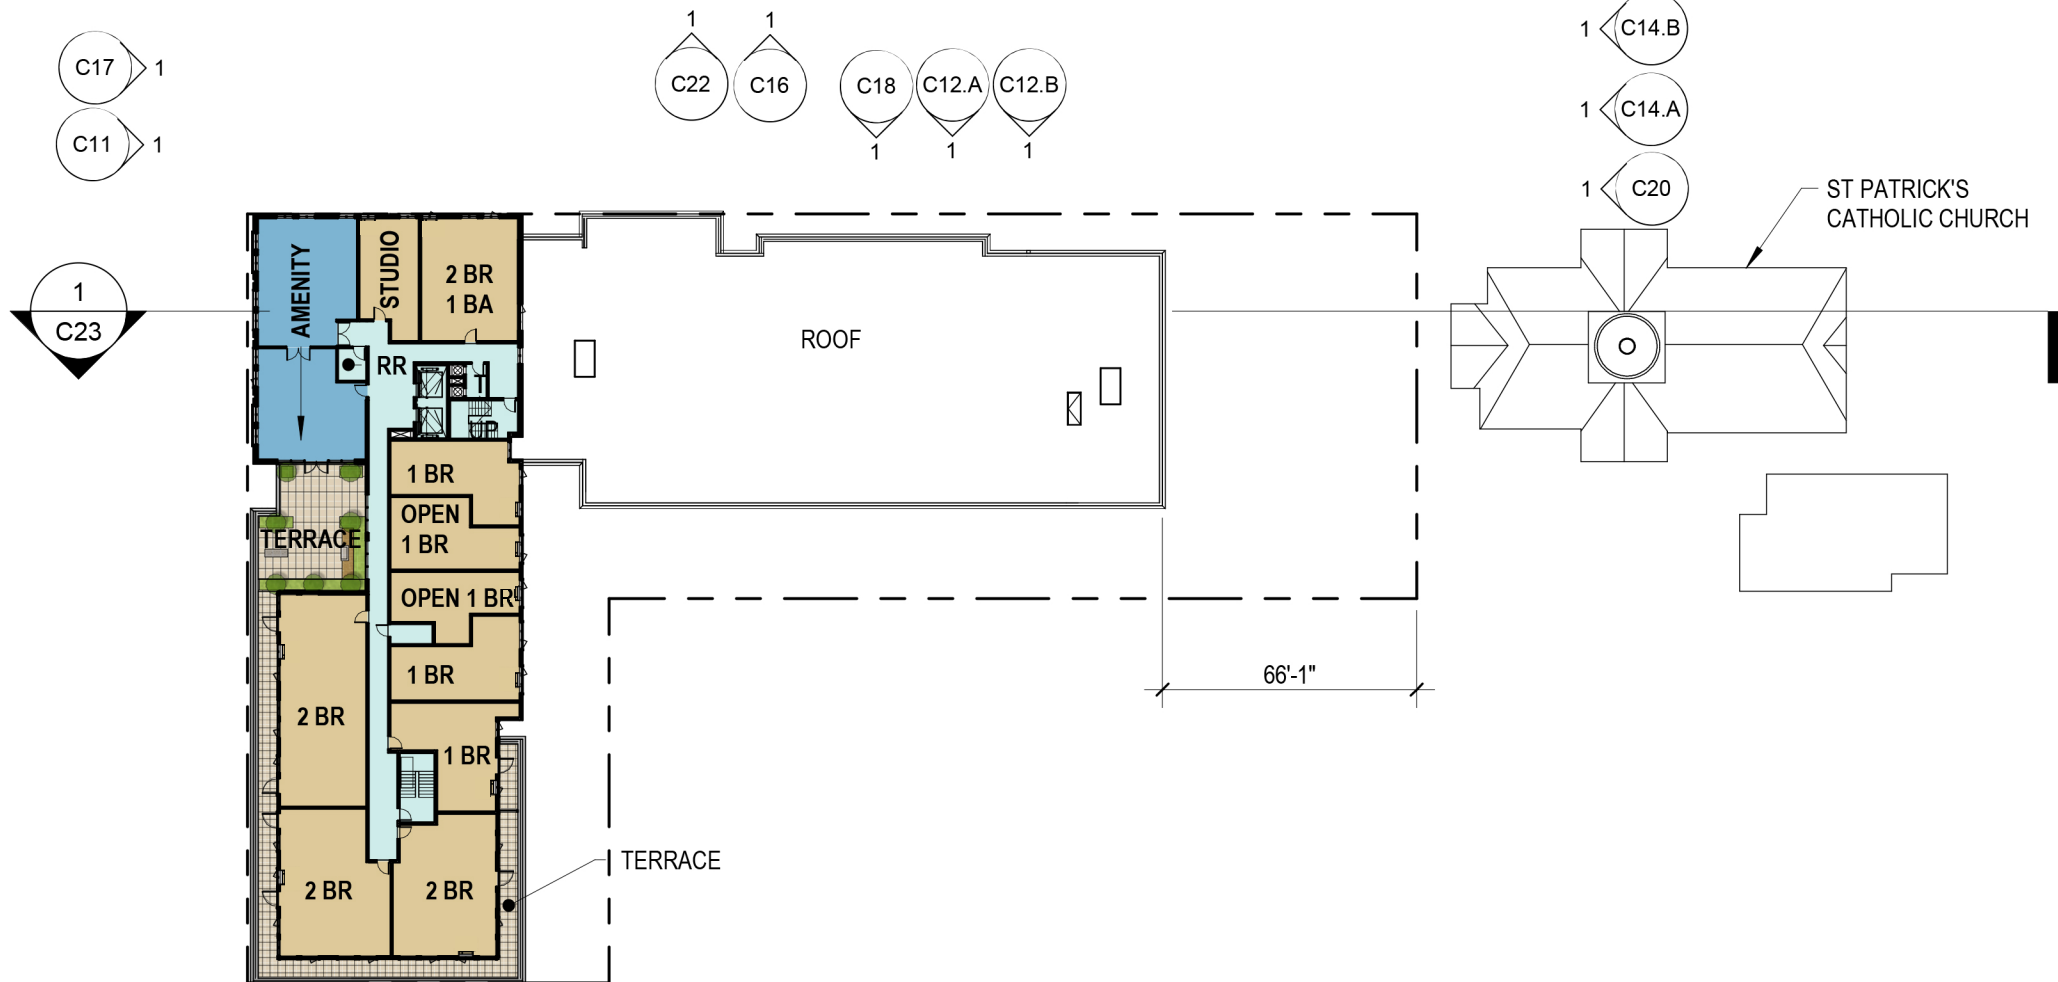 1
1
1
C14.B
C17
1
C22
C16
C18
C12.A
C12.B
1
C14.A
C11
1
1
1
1
1
C20
ST PATRICK'S
CATHOLIC CHURCH
AMENITY
STUDIO
2 BR
1 BA
1
C23
ROOF
RR
T
UP
1 BR
OPEN
1 BR
TERRACE
OPEN 1 BR
1 BR
66'-1"
2 BR
1 BR
TERRACE
2 BR
2 BR